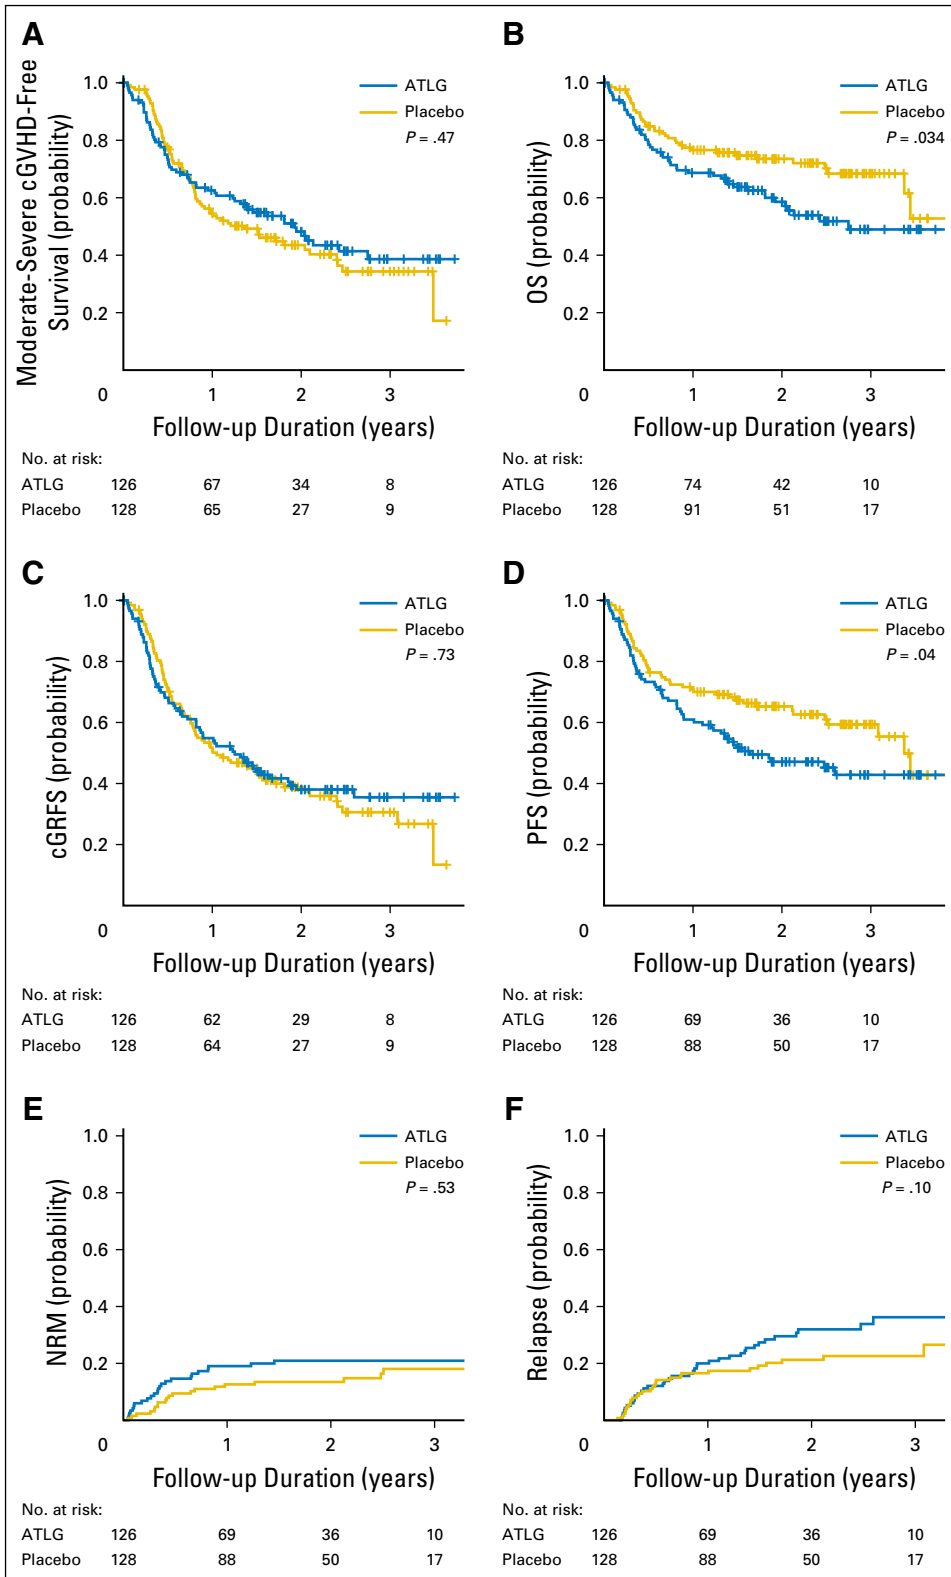 A
Moderate-Severe cGVHD-Free
Survival (probability)
1.0
0.8
0.6
0.4
0.2
0
1
2
3
ATLG
Placebo
P = .47
Follow-up Duration (years)
No. at risk:
ATLG 126 67 34 8
Placebo 128 65 27 9
B
OS (probability)
1.0
0.8
0.6
0.4
0.2
0
1
2
3
ATLG
Placebo
P = .034
Follow-up Duration (years)
No. at risk:
ATLG 126 74 42 10
Placebo 128 91 51 17
C
cGRFS (probability)
1.0
0.8
0.6
0.4
0.2
0
1
2
3
ATLG
Placebo
P = .73
Follow-up Duration (years)
No. at risk:
ATLG 126 62 29 8
Placebo 128 64 27 9
D
PFS (probability)
1.0
0.8
0.6
0.4
0.2
0
1
2
3
ATLG
Placebo
P = .04
Follow-up Duration (years)
No. at risk:
ATLG 126 69 36 10
Placebo 128 88 50 17
E
NRM (probability)
1.0
0.8
0.6
0.4
0.2
0
1
2
3
ATLG
Placebo
P = .53
Follow-up Duration (years)
No. at risk:
ATLG 126 69 36 10
Placebo 128 88 50 17
F
Relapse (probability)
1.0
0.8
0.6
0.4
0.2
0
1
2
3
ATLG
Placebo
P = .10
Follow-up Duration (years)
No. at risk:
ATLG 126 69 36 10
Placebo 128 88 50 17